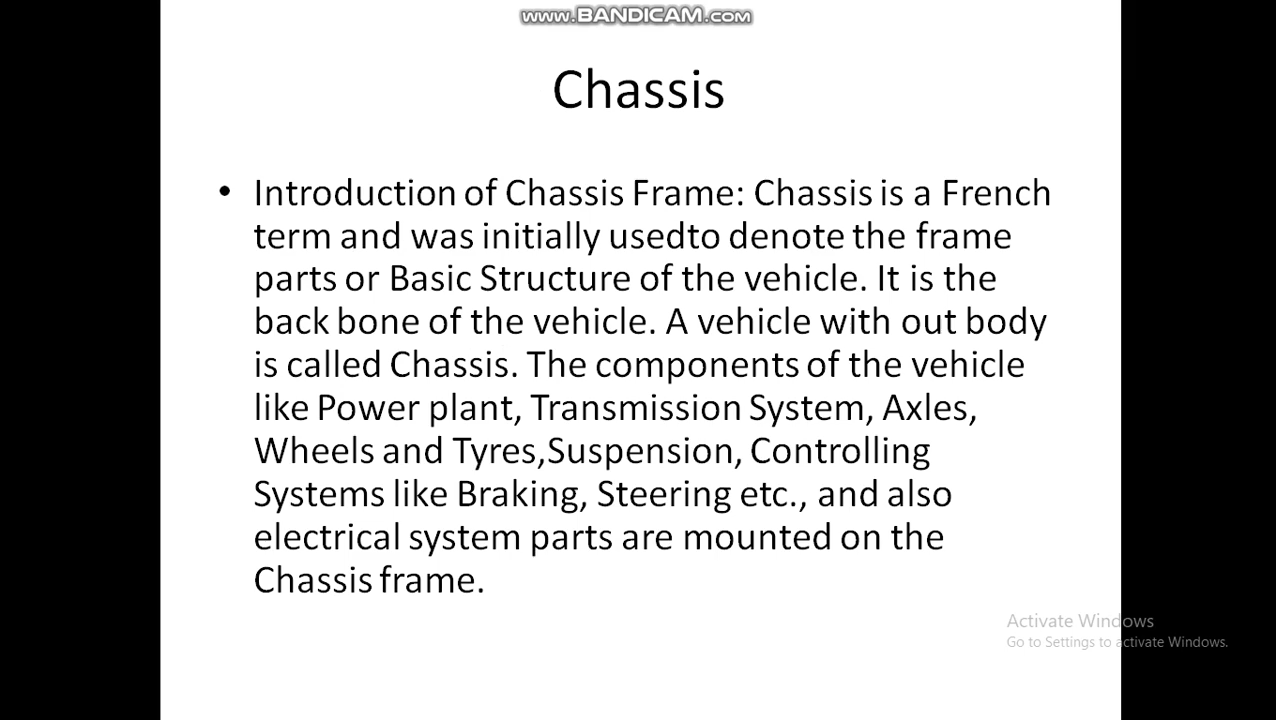 www.BANDICAM.com
Chassis
• Introduction of Chassis Frame: Chassis is a French
term and was initially usedto denote the frame
parts or Basic Structure of the vehicle. It is the
back bone of the vehicle. A vehicle with out body
is called Chassis. The components of the vehicle
like Power plant, Transmission System, Axles,
Wheels and Tyres,Suspension, Controlling
Systems like Braking, Steering etc., and also
electrical system parts are mounted on the
Chassis frame.
Activate Windows
Go to Settings to activate Windows.